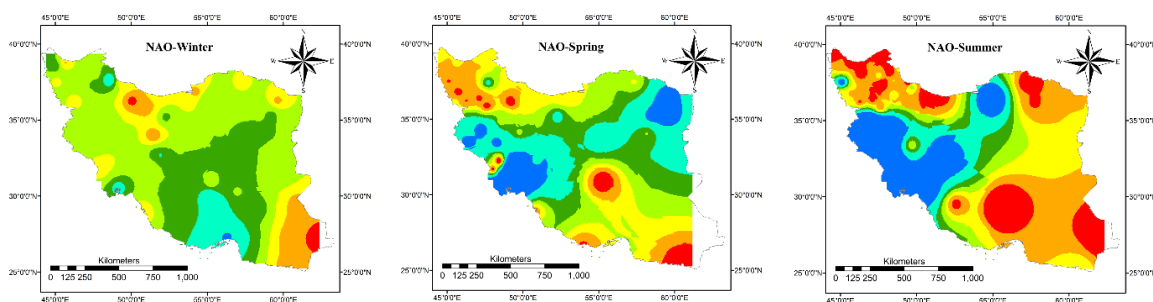 45°0'0"E 50°0'0"E 55°0'0"E 60°0'0"E
40°0'0"N 40°0'0"N
NAO-Winter
N
W E
S
35°0'0"N 35°0'0"N
30°0'0"N 30°0'0"N
Kilometers
25°0'0"N 0 125 250 500 750 1,000 25°0'0"N
45°0'0"E 50°0'0"E 55°0'0"E 60°0'0"E
45°0'0"E 50°0'0"E 55°0'0"E 60°0'0"E
40°0'0"N 40°0'0"N
NAO-Spring
N
W E
S
35°0'0"N 35°0'0"N
30°0'0"N 30°0'0"N
Kilometers
25°0'0"N 0 125 250 500 750 1,000 25°0'0"N
45°0'0"E 50°0'0"E 55°0'0"E 60°0'0"E
45°0'0"E 50°0'0"E 55°0'0"E 60°0'0"E
40°0'0"N 40°0'0"N
NAO-Summer
N
W E
S
35°0'0"N 35°0'0"N
30°0'0"N 30°0'0"N
Kilometers
25°0'0"N 0 125 250 500 750 1,000 25°0'0"N
45°0'0"E 50°0'0"E 55°0'0"E 60°0'0"E